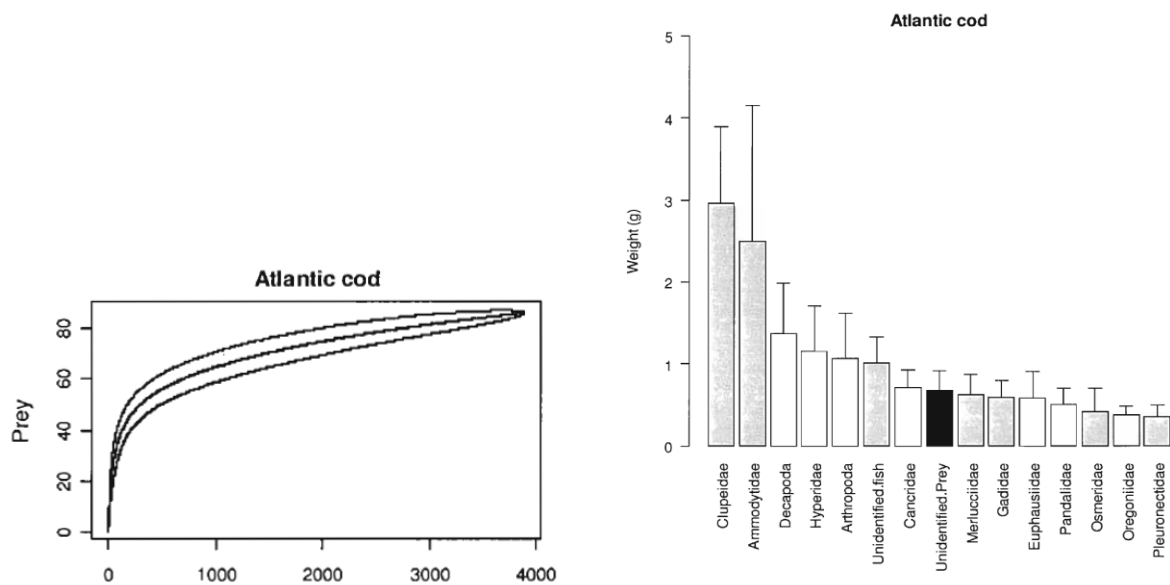 Atlantic cod
Prey
80
60
40
20
0
0 1000 2000 3000 4000
Atlantic cod
Weight (g)
5
4
3
2
1
0
Clupeidae
Ammodytidae
Decapoda
Hyperidae
Arthropoda
Unidentified.fish
Cancridae
Unidentified.Prey
Merlucciidae
Gadidae
Euphausiidae
Pandalidae
Osmeridae
Oregoniidae
Pleuronectidae